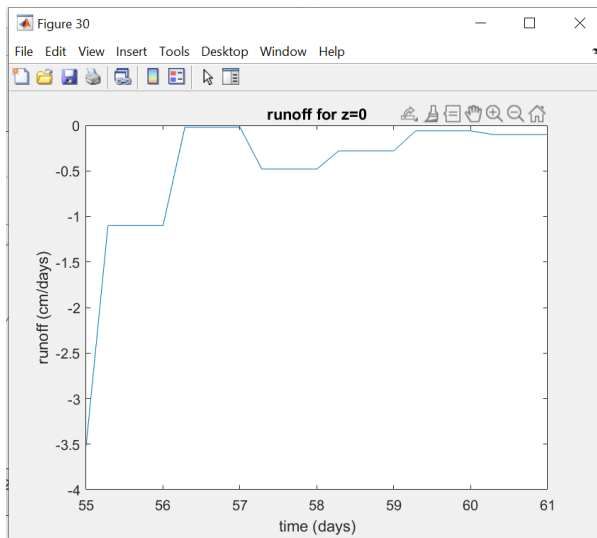 Figure 30
File Edit View Insert Tools Desktop Window Help
runoff for z=0
0
-0.5
-1
-1.5
-2
-2.5
-3
-3.5
-4
runoff (cm/days)
55 56 57 58 59 60 61
time (days)